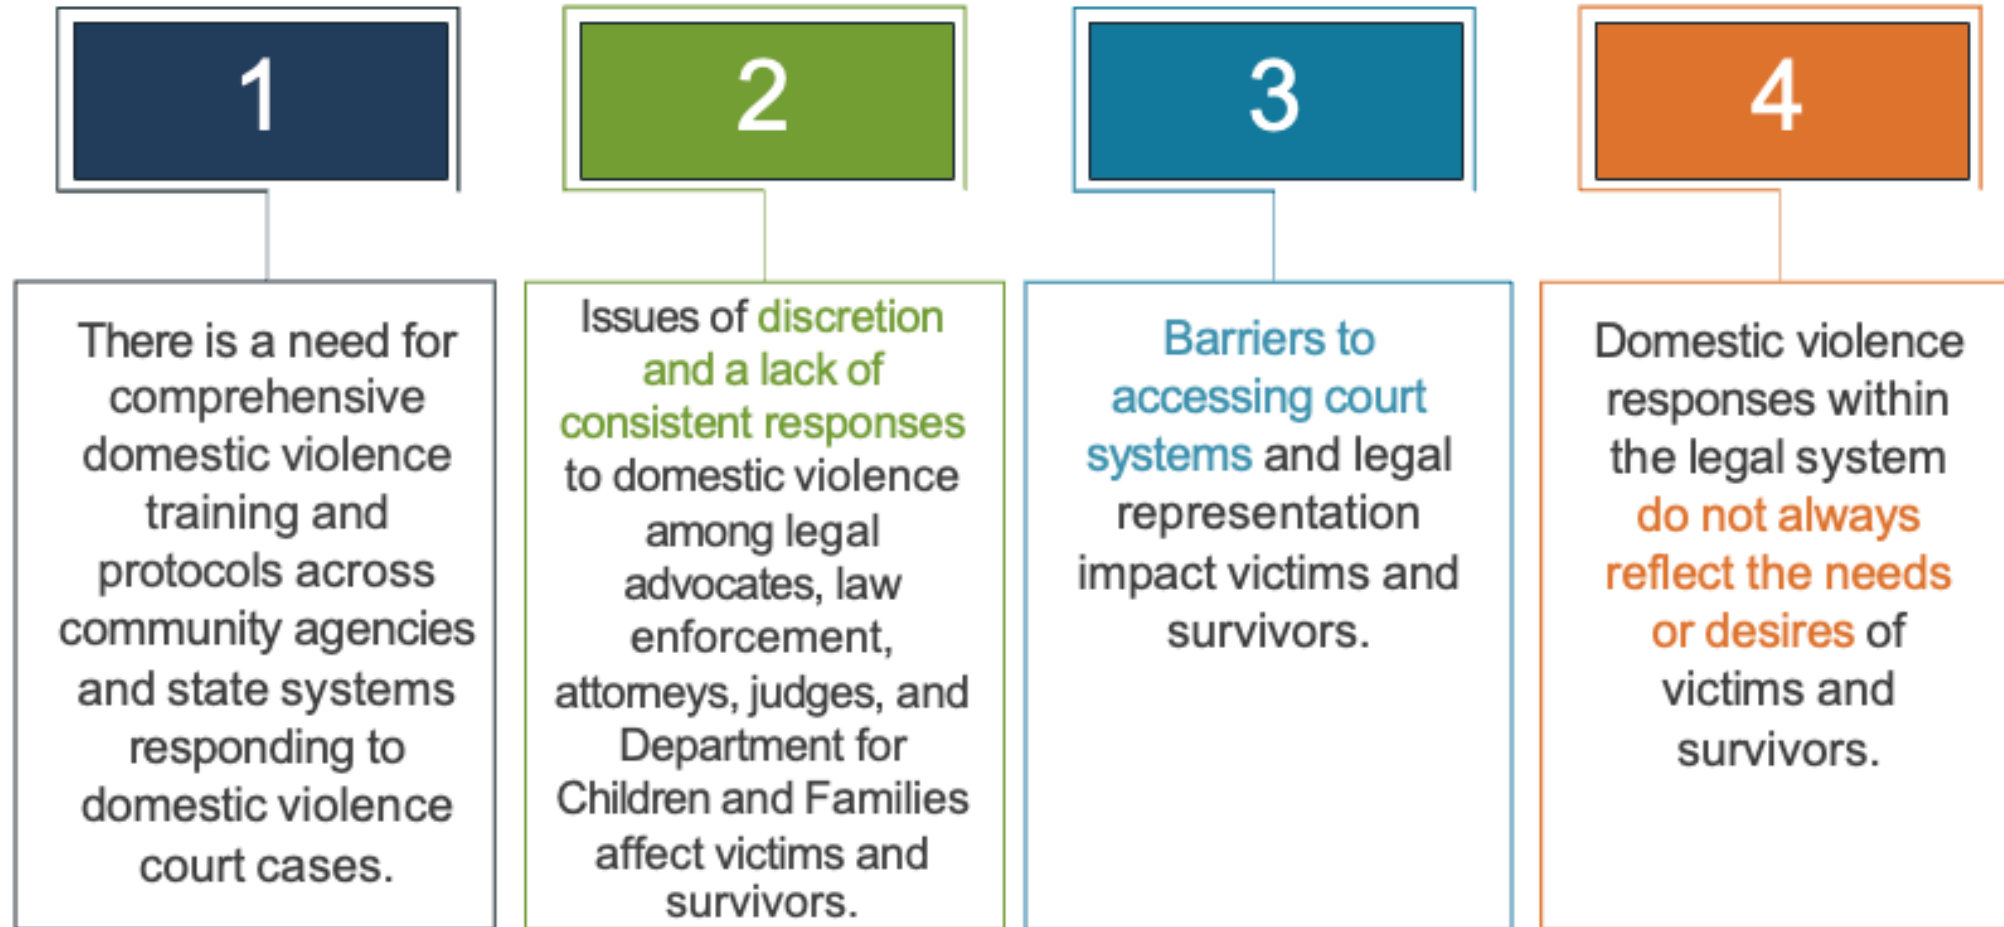 1
There is a need for
comprehensive
domestic violence
training and
protocols across
community agencies
and state systems
responding to
domestic violence
court cases.
2
Issues of discretion
and a lack of
consistent responses
to domestic violence
among legal
advocates, law
enforcement,
attorneys, judges, and
Department for
Children and Families
affect victims and
survivors.
3
Barriers to
accessing court
systems and legal
representation
impact victims and
survivors.
4
Domestic violence
responses within
the legal system
do not always
reflect the needs
or desires of
victims and
survivors.